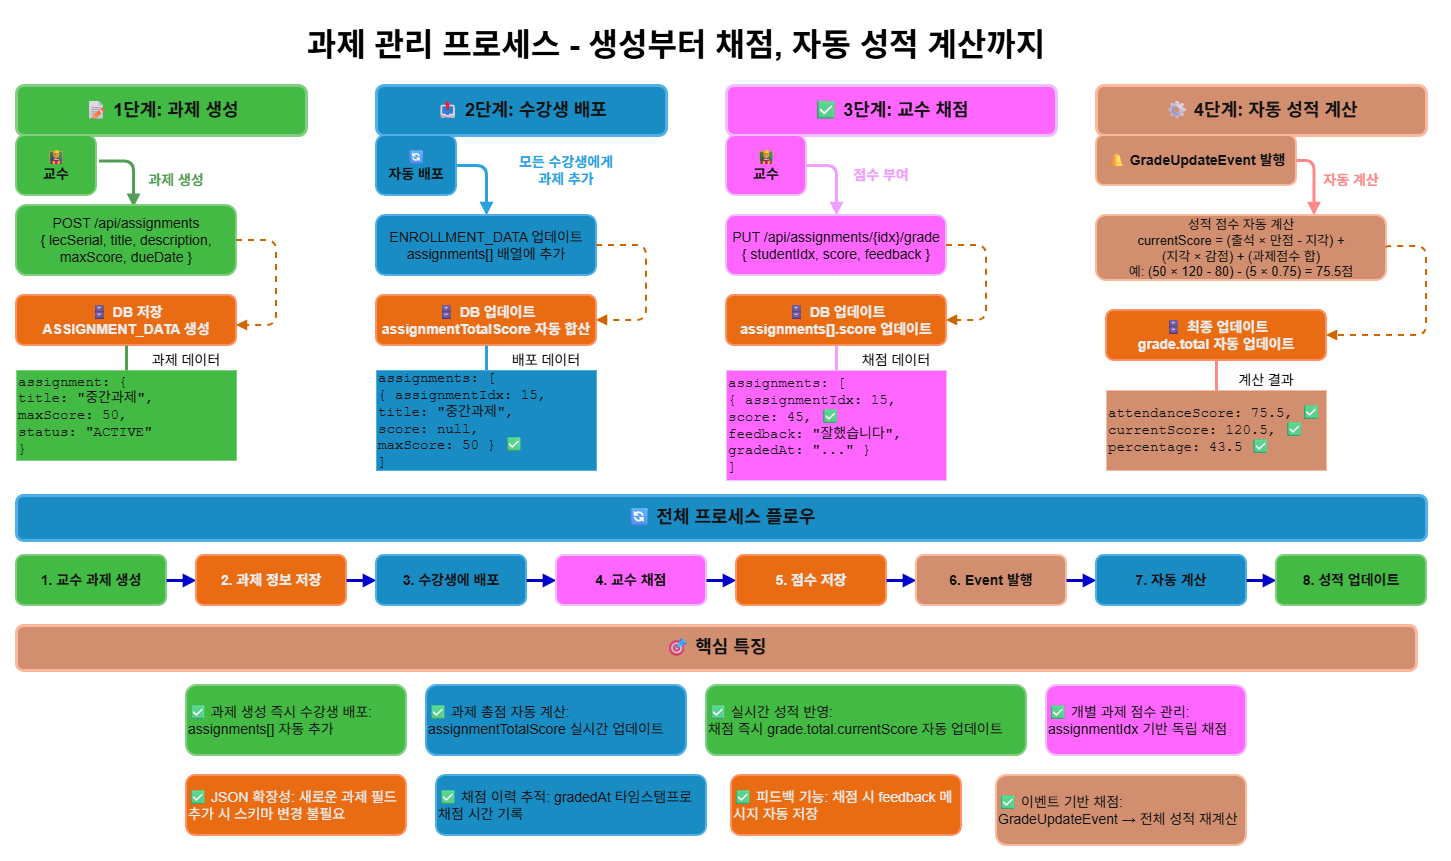 과제 관리 프로세스 - 생성부터 채점, 자동 성적 계산까지
📝 1단계: 과제 생성
교수
과제 생성
POST /api/assignments
{ lecSerial, title, description,
maxScore, dueDate }
🗄️ DB 저장
ASSIGNMENT_DATA 생성
과제 데이터
assignment: {
title: "중간과제",
maxScore: 50,
status: "ACTIVE"
}
📤 2단계: 수강생 배포
🔄
자동 배포
모든 수강생에게
과제 추가
ENROLLMENT_DATA 업데이트
assignments[] 배열에 추가
🗄️ DB 업데이트
assignmentTotalScore 자동 합산
배포 데이터
assignments: [
{ assignmentIdx: 15,
title: "중간과제",
score: null,
maxScore: 50 } ✅
]
✅ 3단계: 교수 채점
교수
점수 부여
PUT /api/assignments/{idx}/grade
{ studentIdx, score, feedback }
🗄️ DB 업데이트
assignments[].score 업데이트
채점 데이터
assignments: [
{ assignmentIdx: 15,
score: 45, ✅
feedback: "잘했습니다",
gradedAt: "..." }
]
⚙️ 4단계: 자동 성적 계산
🔔 GradeUpdateEvent 발행
자동 계산
성적 점수 자동 계산
currentScore = (출석 × 만점 - 지각) +
(지각 × 감점) + (과제점수 합)
예: (50 × 120 - 80) - (5 × 0.75) = 75.5점
🗄️ 최종 업데이트
grade.total 자동 업데이트
계산 결과
attendanceScore: 75.5, ✅
currentScore: 120.5, ✅
percentage: 43.5 ✅
🔄 전체 프로세스 플로우
1. 교수 과제 생성
2. 과제 정보 저장
3. 수강생에 배포
4. 교수 채점
5. 점수 저장
6. Event 발행
7. 자동 계산
8. 성적 업데이트
🎯 핵심 특징
✅ 과제 생성 즉시 수강생 배포:
assignments[] 자동 추가
✅ 과제 총점 자동 계산:
assignmentTotalScore 실시간 업데이트
✅ 실시간 성적 반영:
채점 즉시 grade.total.currentScore 자동 업데이트
✅ 개별 과제 점수 관리:
assignmentIdx 기반 독립 채점
✅ JSON 확장성: 새로운 과제 필드
추가 시 스키마 변경 불필요
✅ 채점 이력 추적: gradedAt 타임스탬프로
채점 시간 기록
✅ 피드백 기능: 채점 시 feedback 메
시지 자동 저장
✅ 이벤트 기반 채점:
GradeUpdateEvent → 전체 성적 재계산